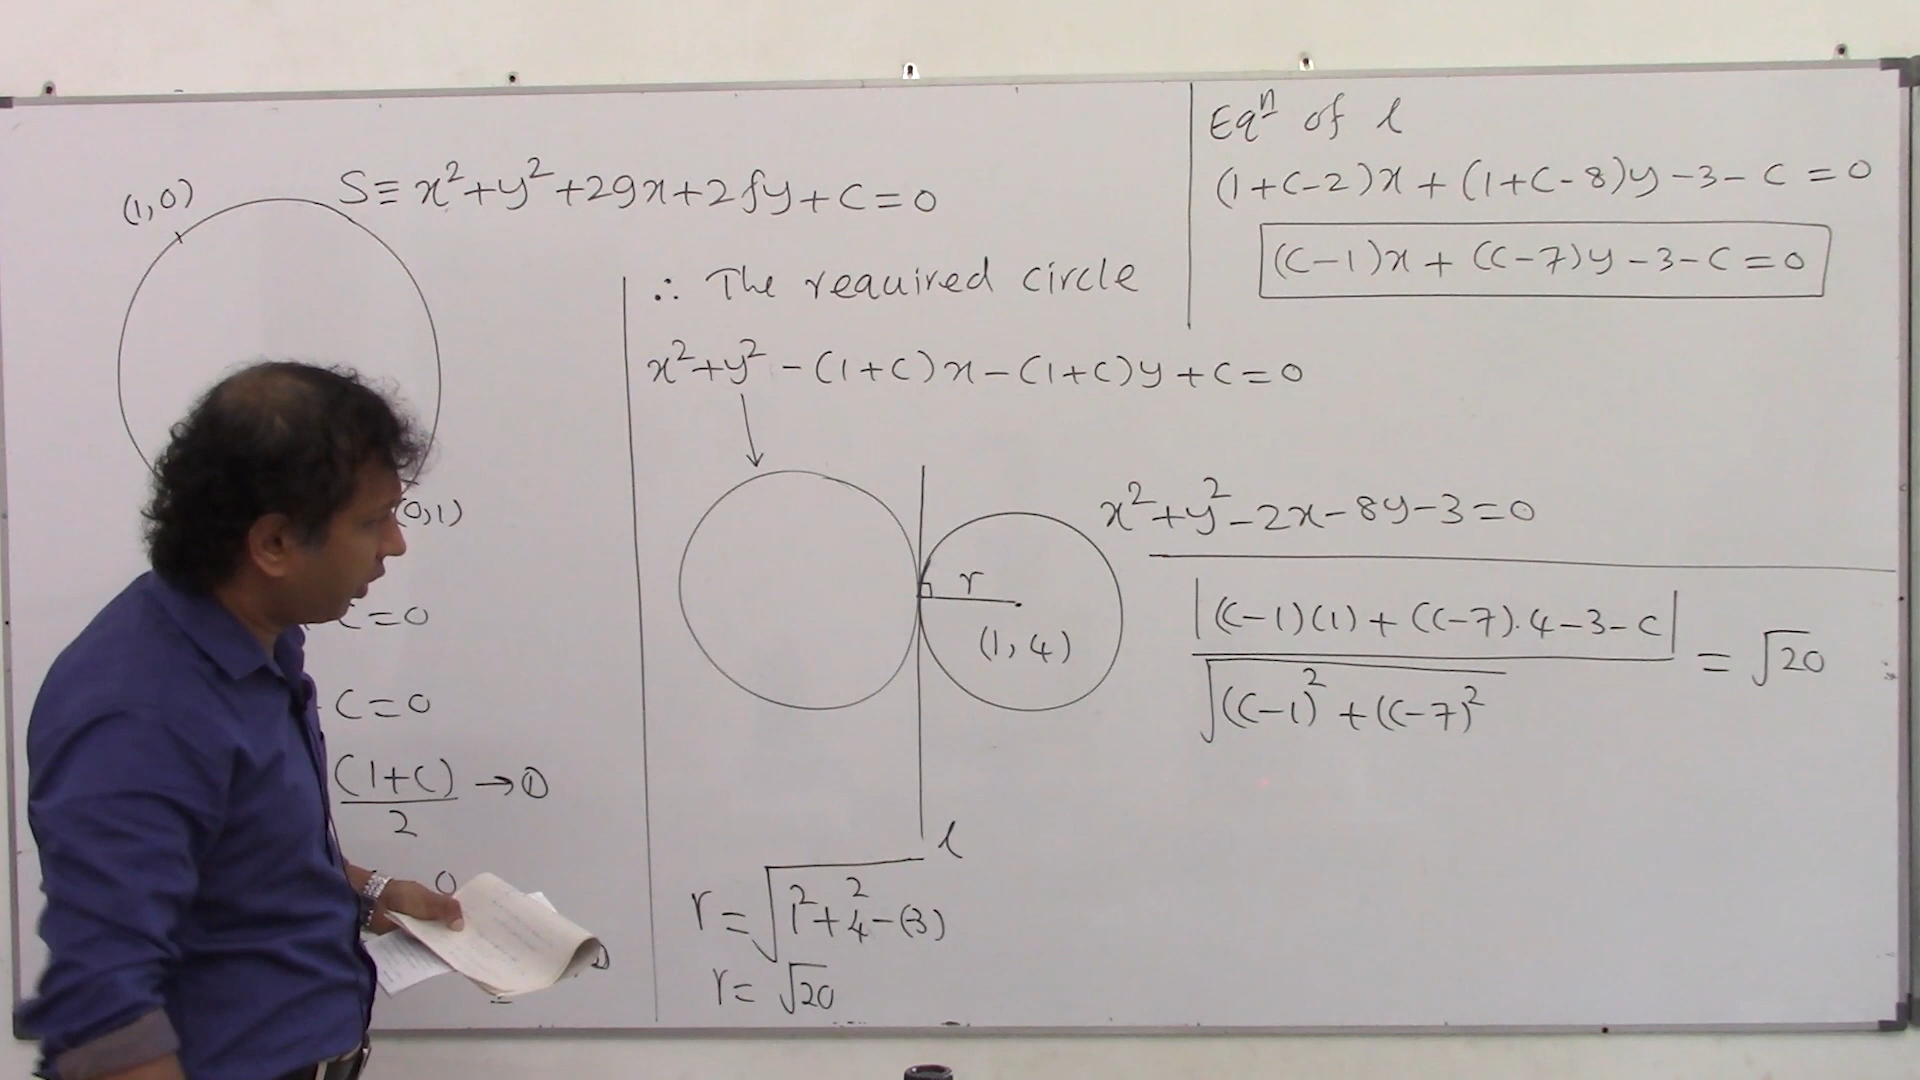 (1,0)
S≡ x²+y²+2gx+2fy+c=0
(0,1)
c=0
c=0
(1+c)/2 →①
0
∴ The required circle
x²+y²-(1+c)x-(1+c)y+c=0
x²+y²-2x-8y-3=0
r
(1,4)
l
r=√(1²+4²-(-3))
r=√20
Eqⁿ of l
(1+c-2)x+(1+c-8)y-3-c=0
(c-1)x+(c-7)y-3-c=0
|(c-1)(1)+(c-7).4-3-c|/√((c-1)²+(c-7)²) = √20